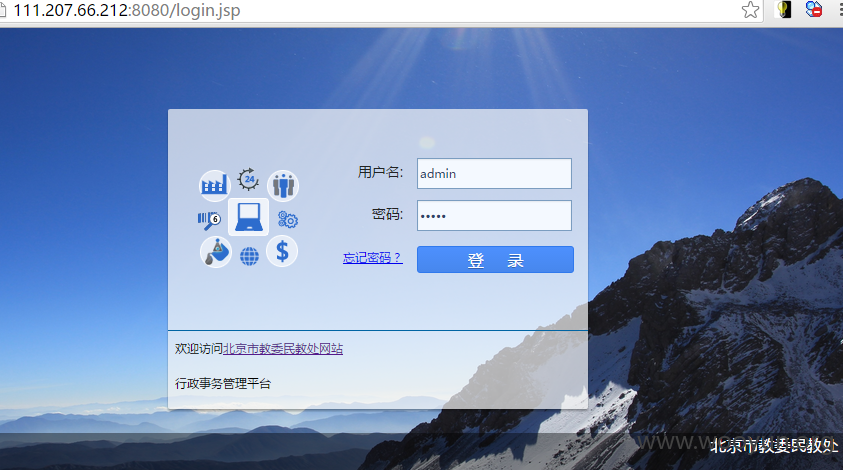 111.207.66.212:8080/login.jsp
24
用户名:
admin
6
密码:
•••••
$
忘记密码？
登 录
欢迎访问北京市教委民教处网站
行政事务管理平台
北京市教委民教处